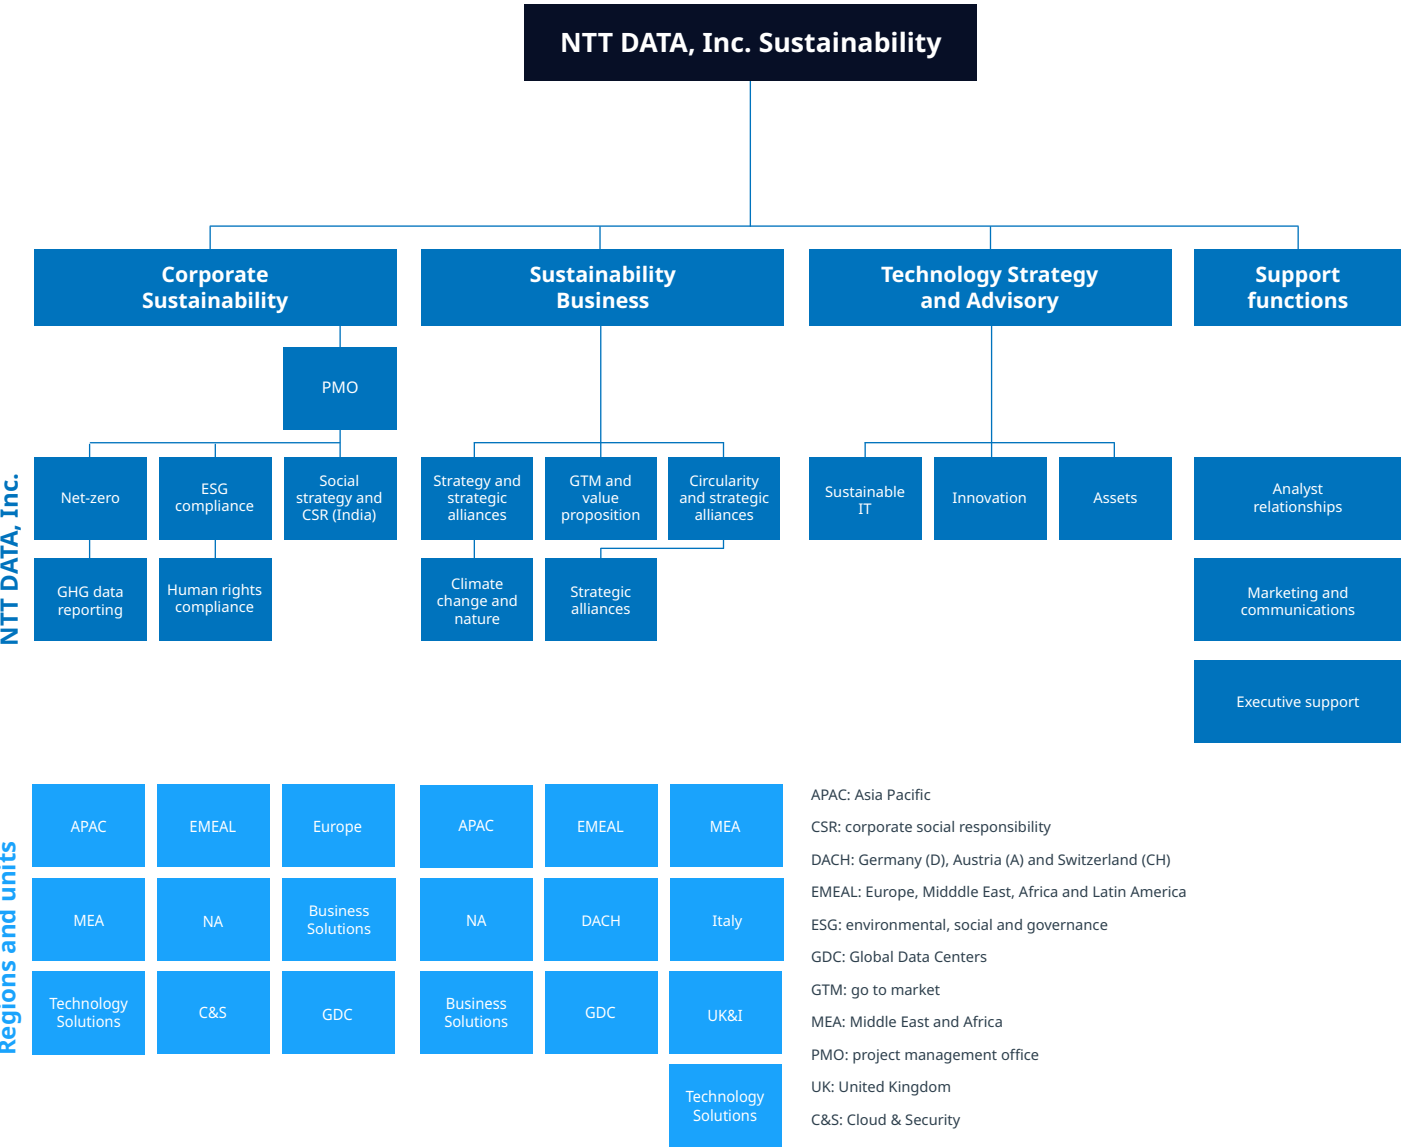 NTT DATA, Inc. Sustainability
Corporate
Sustainability
Sustainability
Business
Technology Strategy
and Advisory
Support
functions
PMO
NTT DATA, Inc.
Net-zero
ESG
compliance
Social
strategy and
CSR (India)
Strategy and
strategic
alliances
GTM and
value
proposition
Circularity
and strategic
alliances
Sustainable
IT
Innovation
Assets
Analyst
relationships
GHG data
reporting
Human rights
compliance
Climate
change and
nature
Strategic
alliances
Marketing and
communications
Executive support
Regions and units
APAC
EMEAL
Europe
MEA
NA
Business
Solutions
Technology
Solutions
C&S
GDC
APAC
EMEAL
MEA
NA
DACH
Italy
Business
Solutions
GDC
UK&I
Technology
Solutions
APAC: Asia Pacific
CSR: corporate social responsibility
DACH: Germany (D), Austria (A) and Switzerland (CH)
EMEAL: Europe, Midddle East, Africa and Latin America
ESG: environmental, social and governance
GDC: Global Data Centers
GTM: go to market
MEA: Middle East and Africa
PMO: project management office
UK: United Kingdom
C&S: Cloud & Security